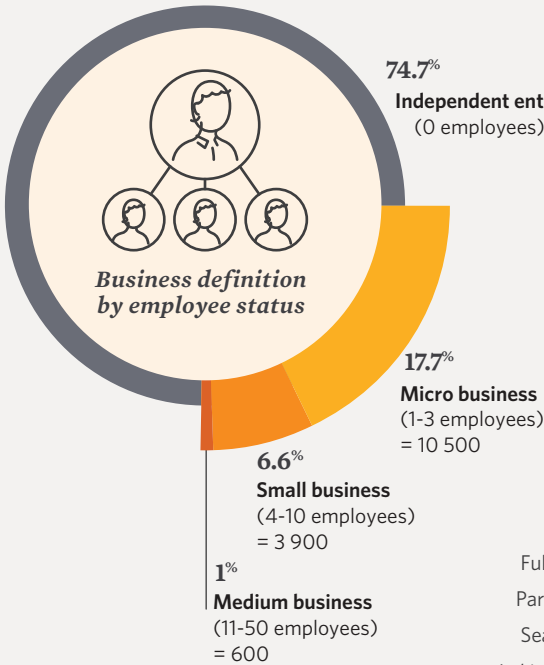 74.7%
Independent ent
(0 employees)
Business definition
by employee status
17.7%
Micro business
(1-3 employees)
= 10 500
6.6%
Small business
(4-10 employees)
= 3 900
1%
Medium business
(11-50 employees)
= 600
Ful
Par
Sea